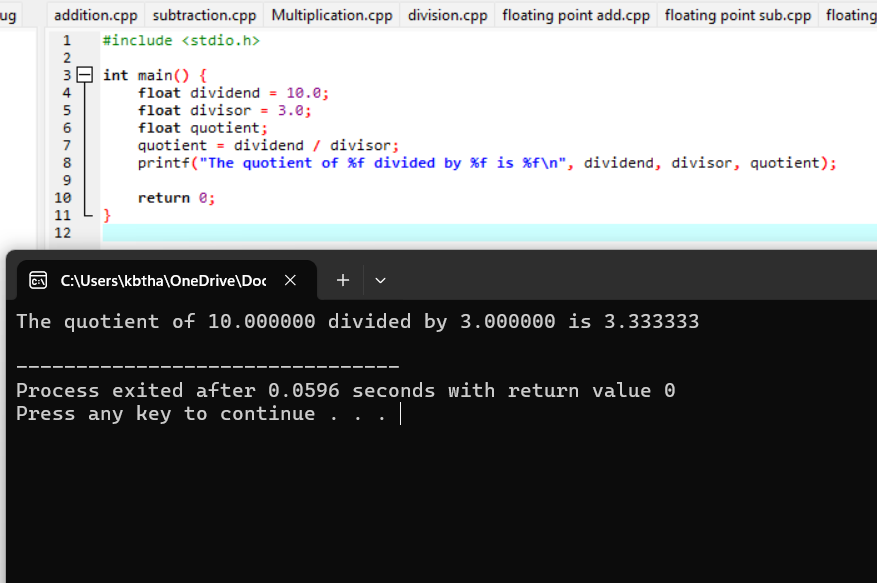 ug addition.cpp subtraction.cpp Multiplication.cpp division.cpp floating point add.cpp floating point sub.cpp floating
1 #include <stdio.h>
2
3 int main() {
4 float dividend = 10.0;
5 float divisor = 3.0;
6 float quotient;
7 quotient = dividend / divisor;
8 printf("The quotient of %f divided by %f is %f\n", dividend, divisor, quotient);
9
10 return 0;
11 }
12
C:\Users\kbtha\OneDrive\Doc
The quotient of 10.000000 divided by 3.000000 is 3.333333
--------------------------------
Process exited after 0.0596 seconds with return value 0
Press any key to continue . . .